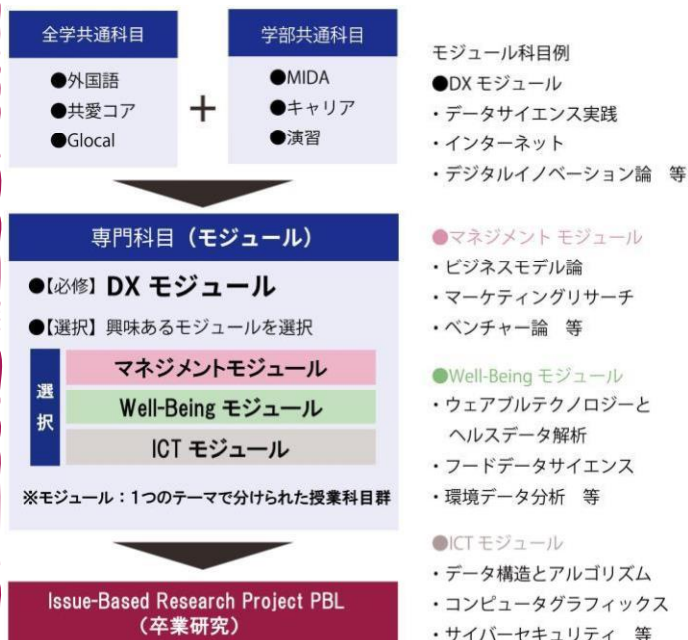 全学共通科目
●外国語
●共愛コア
●Glocal
+
学部共通科目
●MIDA
●キャリア
●演習
専門科目（モジュール）
●【必修】DX モジュール
●【選択】興味あるモジュールを選択
選択
マネジメントモジュール
Well-Being モジュール
ICT モジュール
※モジュール：1つのテーマで分けられた授業科目群
Issue-Based Research Project PBL
（卒業研究）
モジュール科目例
●DX モジュール
・データサイエンス実践
・インターネット
・デジタルイノベーション論　等
●マネジメント モジュール
・ビジネスモデル論
・マーケティングリサーチ
・ベンチャー論　等
●Well-Being モジュール
・ウェアブルテクノロジーと
ヘルスデータ解析
・フードデータサイエンス
・環境データ分析　等
●ICT モジュール
・データ構造とアルゴリズム
・コンピュータグラフィックス
・サイバーセキュリティ　等